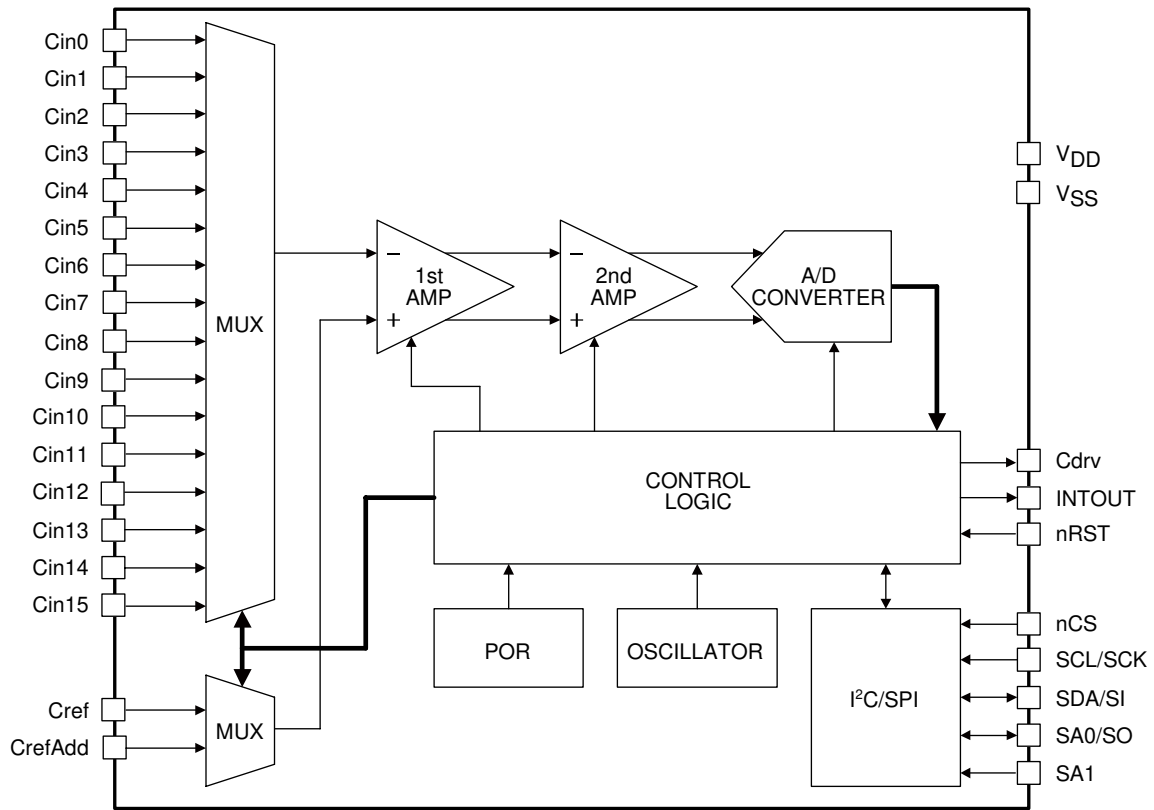 Cin0
Cin1
Cin2
Cin3
Cin4
Cin5
Cin6
Cin7
Cin8
Cin9
Cin10
Cin11
Cin12
Cin13
Cin14
Cin15
Cref
CrefAdd
MUX
MUX
−
1st
AMP
+
−
2nd
AMP
+
A/D
CONVERTER
CONTROL
LOGIC
POR
OSCILLATOR
I²C/SPI
VDD
VSS
Cdrv
INTOUT
nRST
nCS
SCL/SCK
SDA/SI
SA0/SO
SA1